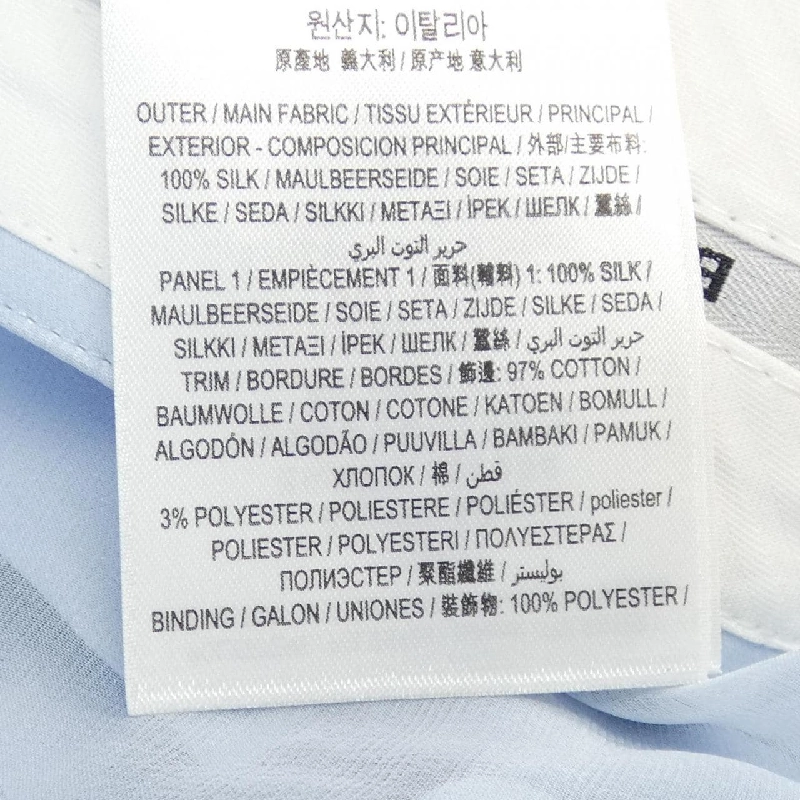 원산지: 이탈리아
原產地 義大利 / 原产地 意大利
OUTER / MAIN FABRIC / TISSU EXTÉRIEUR / PRINCIPAL /
EXTERIOR - COMPOSICION PRINCIPAL / 外部/主要布料:
100% SILK / MAULBEERSEIDE / SOIE / SETA / ZIJDE /
SILKE / SEDA / SILKKI / ΜΕΤΑΞΙ / İPEK / ШЕЛК / 蠶絲 /
حرير التوت البري
PANEL 1 / EMPIÈCEMENT 1 / 面料(輔料) 1: 100% SILK /
MAULBEERSEIDE / SOIE / SETA / ZIJDE / SILKE / SEDA /
SILKKI / ΜΕΤΑΞΙ / İPEK / ШЕЛК / 蠶絲 / حرير التوت البري
TRIM / BORDURE / BORDES / 飾邊: 97% COTTON /
BAUMWOLLE / COTON / COTONE / KATOEN / BOMULL /
ALGODÓN / ALGODÃO / PUUVILLA / BAMBAKI / PAMUK /
ХЛОПОК / 棉 / قطن
3% POLYESTER / POLIESTERE / POLIÉSTER / poliester /
POLIESTER / POLYESTERI / ΠΟΛΥΕΣΤΕΡΑΣ /
ПОЛИЭСТЕР / 聚酯纖維 / بوليستر
BINDING / GALON / UNIONES / 裝飾物: 100% POLYESTER /